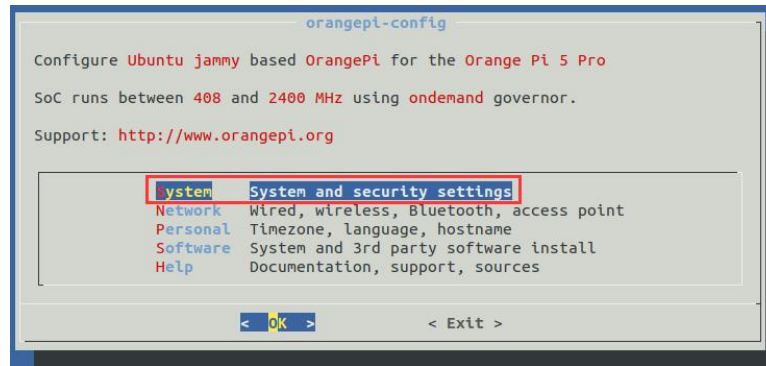 orangepi-config
Configure Ubuntu jammy based OrangePi for the Orange Pi 5 Pro
SoC runs between 408 and 2400 MHz using ondemand governor.
Support: http://www.orangepi.org
System System and security settings
Network Wired, wireless, Bluetooth, access point
Personal Timezone, language, hostname
Software System and 3rd party software install
Help Documentation, support, sources
< OK > < Exit >